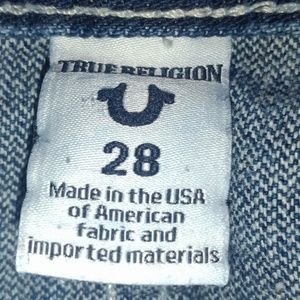 TRUE RELIGION
28
Made in the USA
of American
fabric and
imported materials